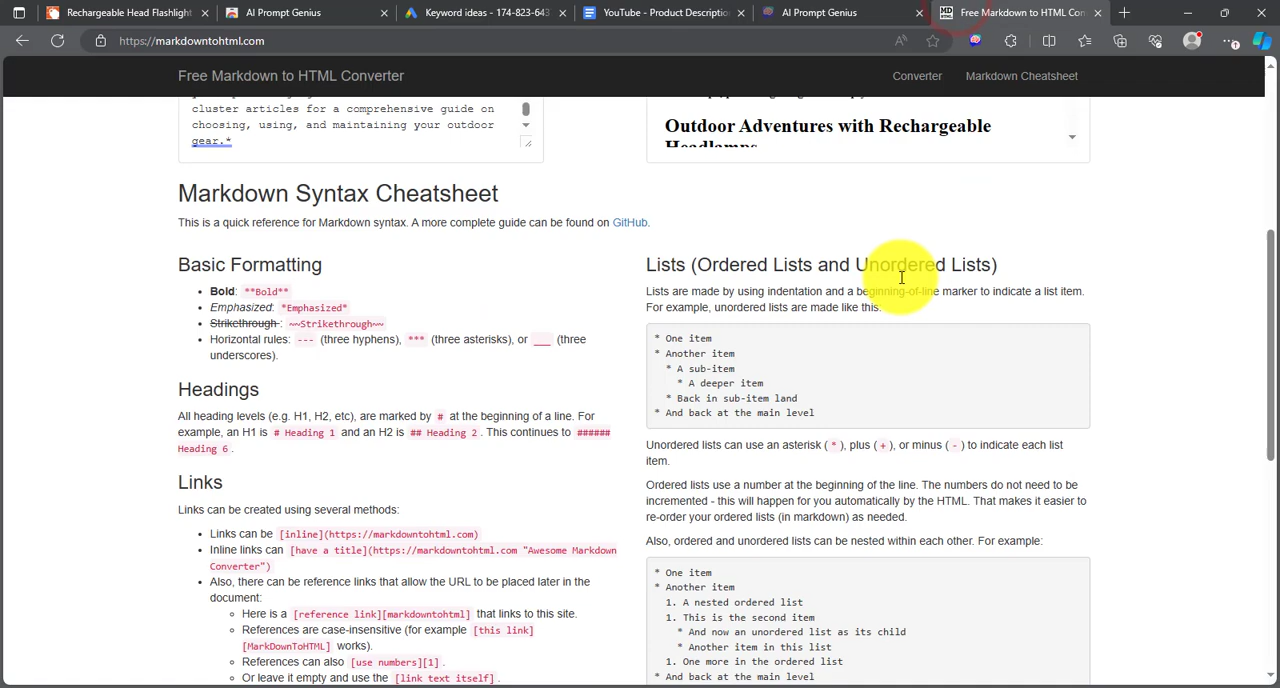 Rechargeable Head Flashlight
AI Prompt Genius
Keyword ideas - 174-823-643
YouTube - Product Descriptio
AI Prompt Genius
Free Markdown to HTML Con
https://markdowntohtml.com
Free Markdown to HTML Converter
Converter
Markdown Cheatsheet
cluster articles for a comprehensive guide on
choosing, using, and maintaining your outdoor
gear.*
Outdoor Adventures with Rechargeable
Headlamps
Markdown Syntax Cheatsheet
This is a quick reference for Markdown syntax. A more complete guide can be found on GitHub.
Basic Formatting
• Bold: **Bold**
• Emphasized: *Emphasized*
• Strikethrough: ~~Strikethrough~~
• Horizontal rules: --- (three hyphens), *** (three asterisks), or ___ (three
underscores).
Headings
All heading levels (e.g. H1, H2, etc), are marked by # at the beginning of a line. For
example, an H1 is # Heading 1 and an H2 is ## Heading 2. This continues to ######
Heading 6.
Links
Links can be created using several methods:
• Links can be [inline](https://markdowntohtml.com)
• Inline links can [have a title](https://markdowntohtml.com "Awesome Markdown
Converter")
• Also, there can be reference links that allow the URL to be placed later in the
document:
Here is a [reference link][markdowntohtml] that links to this site.
References are case-insensitive (for example [this link]
[MarkDownToHTML] works).
References can also [use numbers][1].
Or leave it empty and use the [link text itself].
Lists (Ordered Lists and Unordered Lists)
Lists are made by using indentation and a beginning-of-line marker to indicate a list item.
For example, unordered lists are made like this:
* One item
* Another item
* A sub-item
* A deeper item
* Back in sub-item land
* And back at the main level
Unordered lists can use an asterisk (*), plus (+), or minus (-) to indicate each list
item.
Ordered lists use a number at the beginning of the line. The numbers do not need to be
incremented - this will happen for you automatically by the HTML. That makes it easier to
re-order your ordered lists (in markdown) as needed.
Also, ordered and unordered lists can be nested within each other. For example:
* One item
* Another item
1. A nested ordered list
1. This is the second item
* And now an unordered list as its child
* Another item in this list
1. One more in the ordered list
* And back at the main level